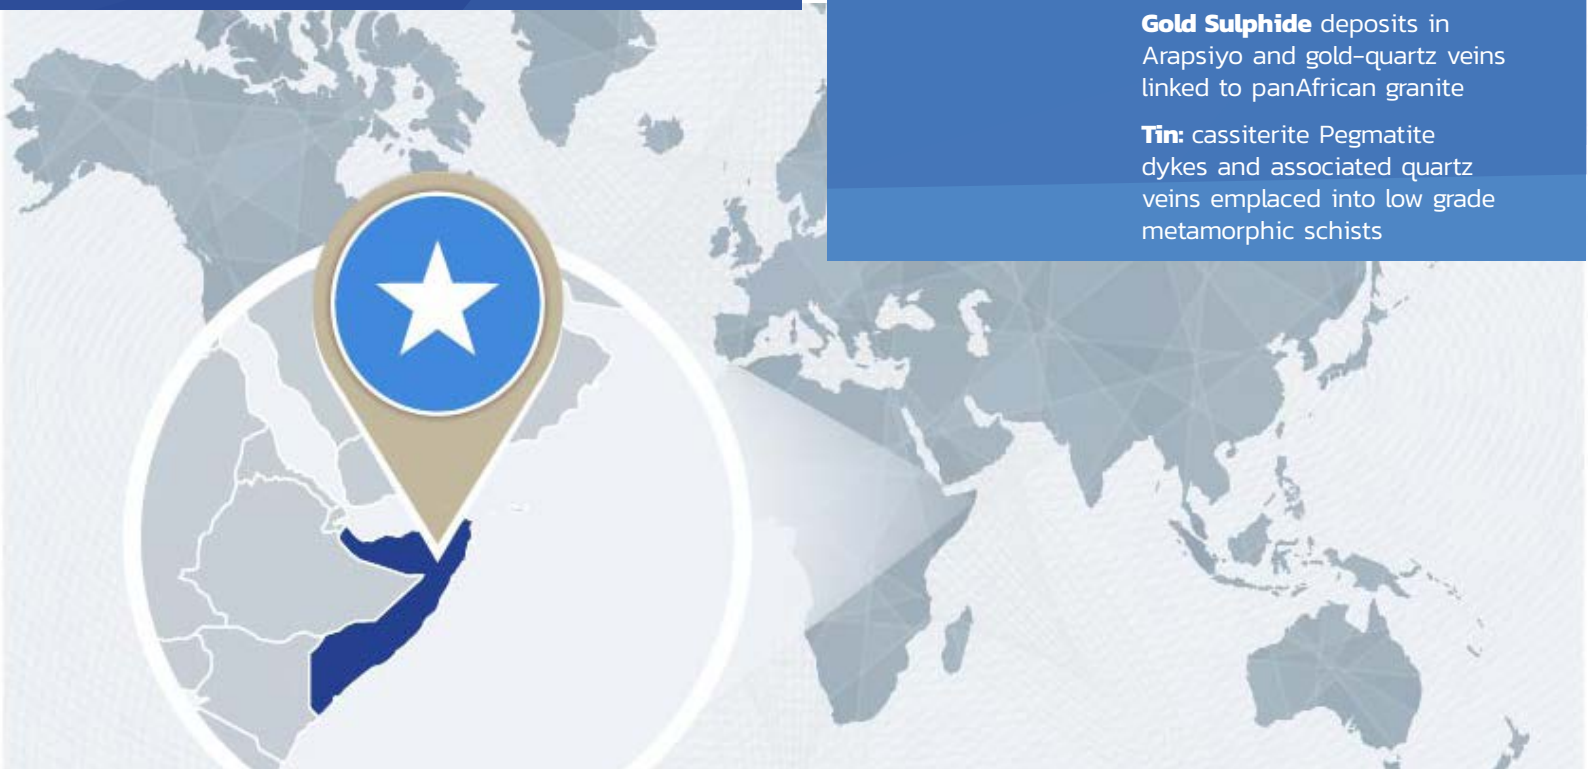 Gold Sulphide deposits in
Arapsiyo and gold-quartz veins
linked to panAfrican granite
Tin: cassiterite Pegmatite
dykes and associated quartz
veins emplaced into low grade
metamorphic schists